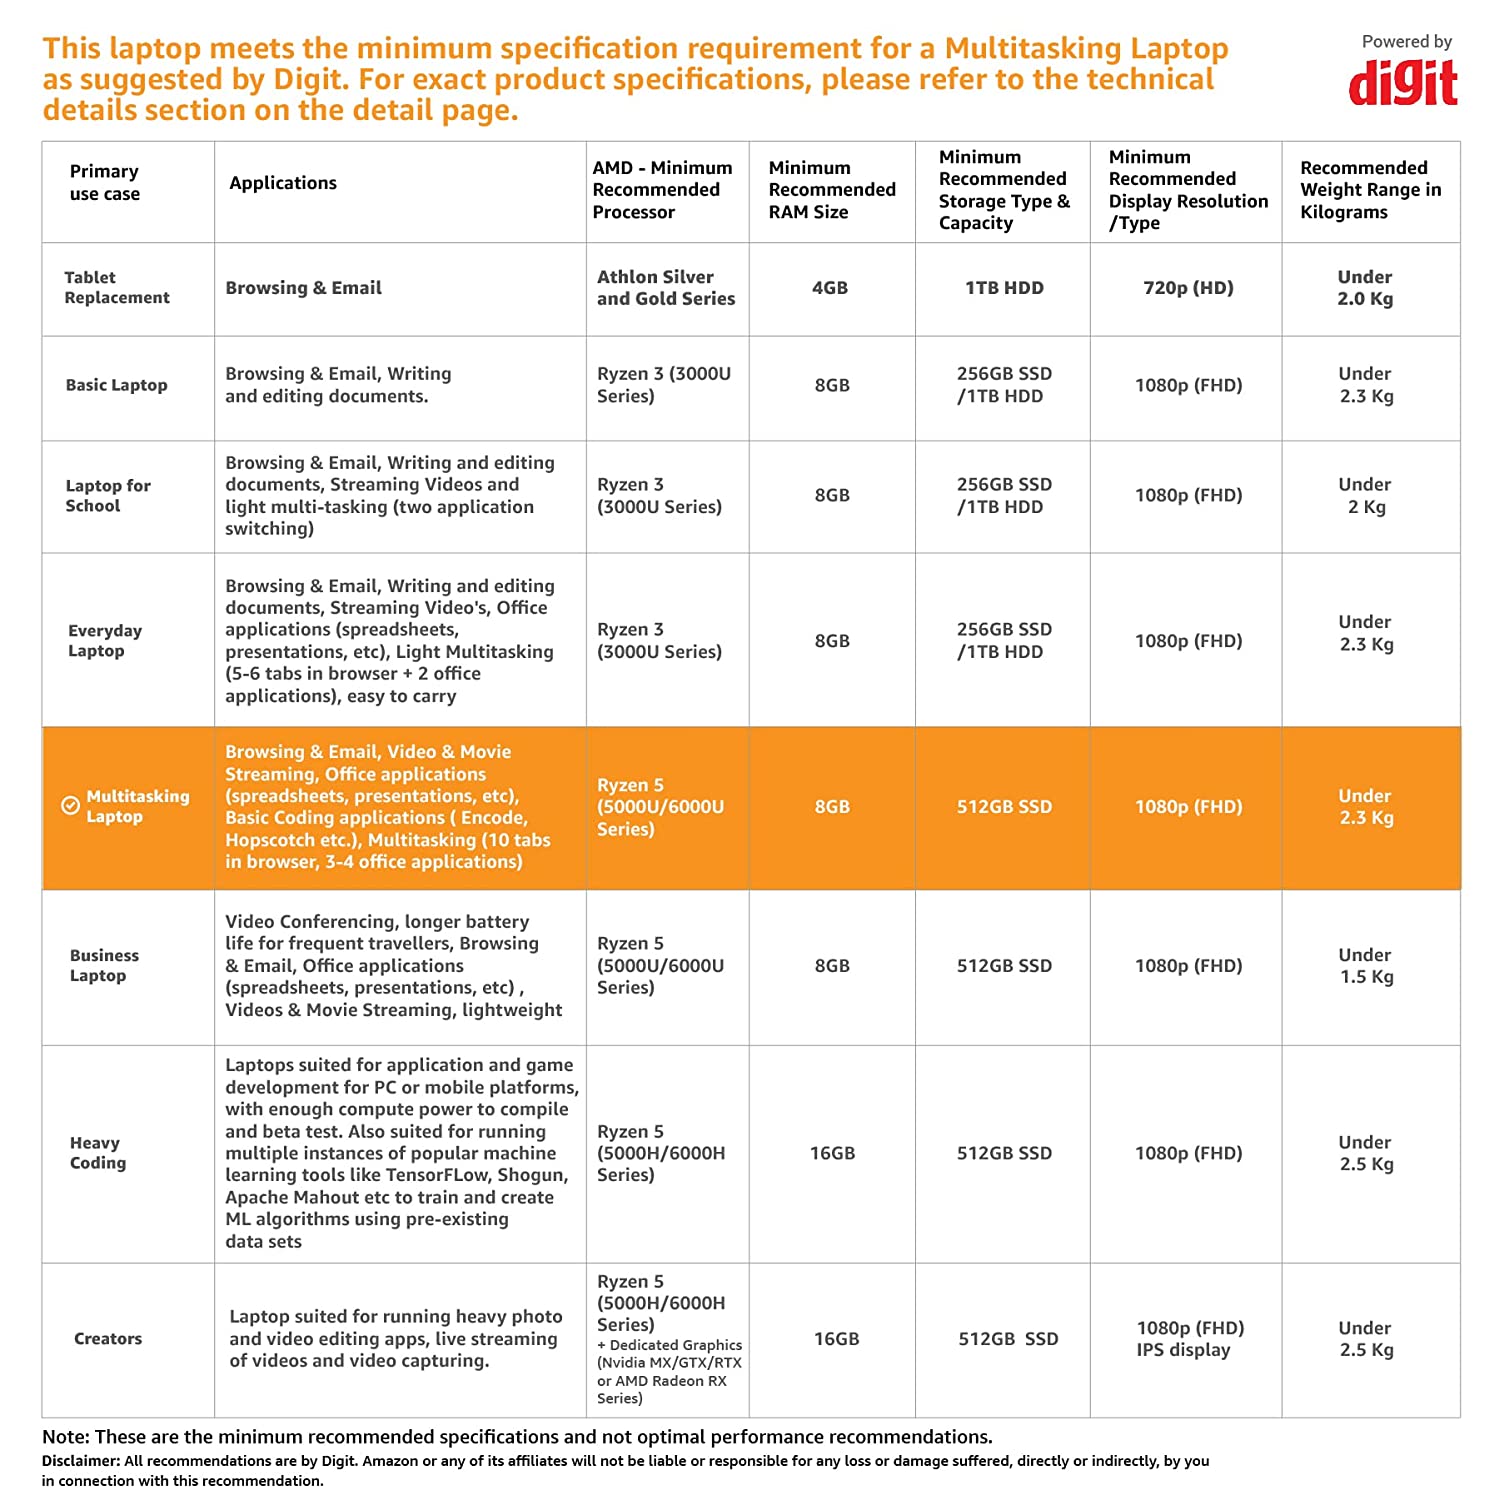 This laptop meets the minimum specification requirement for a Multitasking Laptop
as suggested by Digit. For exact product specifications, please refer to the technical
details section on the detail page.
Powered by
digit
Primary
use case
Applications
AMD - Minimum
Recommended
Processor
Minimum
Recommended
RAM Size
Minimum
Recommended
Storage Type &
Capacity
Minimum
Recommended
Display Resolution
/Type
Recommended
Weight Range in
Kilograms
Tablet
Replacement
Browsing & Email
Athlon Silver
and Gold Series
4GB
1TB HDD
720p (HD)
Under
2.0 Kg
Basic Laptop
Browsing & Email, Writing
and editing documents.
Ryzen 3 (3000U
Series)
8GB
256GB SSD
/1TB HDD
1080p (FHD)
Under
2.3 Kg
Laptop for
School
Browsing & Email, Writing and editing
documents, Streaming Videos and
light multi-tasking (two application
switching)
Ryzen 3
(3000U Series)
8GB
256GB SSD
/1TB HDD
1080p (FHD)
Under
2 Kg
Everyday
Laptop
Browsing & Email, Writing and editing
documents, Streaming Video's, Office
applications (spreadsheets,
presentations, etc), Light Multitasking
(5-6 tabs in browser + 2 office
applications), easy to carry
Ryzen 3
(3000U Series)
8GB
256GB SSD
/1TB HDD
1080p (FHD)
Under
2.3 Kg
Multitasking
Laptop
Browsing & Email, Video & Movie
Streaming, Office applications
(spreadsheets, presentations, etc),
Basic Coding applications ( Encode,
Hopscotch etc.), Multitasking (10 tabs
in browser, 3-4 office applications)
Ryzen 5
(5000U/6000U
Series)
8GB
512GB SSD
1080p (FHD)
Under
2.3 Kg
Business
Laptop
Video Conferencing, longer battery
life for frequent travellers, Browsing
& Email, Office applications
(spreadsheets, presentations, etc) ,
Videos & Movie Streaming, lightweight
Ryzen 5
(5000U/6000U
Series)
8GB
512GB SSD
1080p (FHD)
Under
1.5 Kg
Heavy
Coding
Laptops suited for application and game
development for PC or mobile platforms,
with enough compute power to compile
and beta test. Also suited for running
multiple instances of popular machine
learning tools like TensorFLow, Shogun,
Apache Mahout etc to train and create
ML algorithms using pre-existing
data sets
Ryzen 5
(5000H/6000H
Series)
16GB
512GB SSD
1080p (FHD)
Under
2.5 Kg
Creators
Laptop suited for running heavy photo
and video editing apps, live streaming
of videos and video capturing.
Ryzen 5
(5000H/6000H
Series)
+ Dedicated Graphics
(Nvidia MX/GTX/RTX
or AMD Radeon RX
Series)
16GB
512GB SSD
1080p (FHD)
IPS display
Under
2.5 Kg
Note: These are the minimum recommended specifications and not optimal performance recommendations.
Disclaimer: All recommendations are by Digit. Amazon or any of its affiliates will not be liable or responsible for any loss or damage suffered, directly or indirectly, by you
in connection with this recommendation.